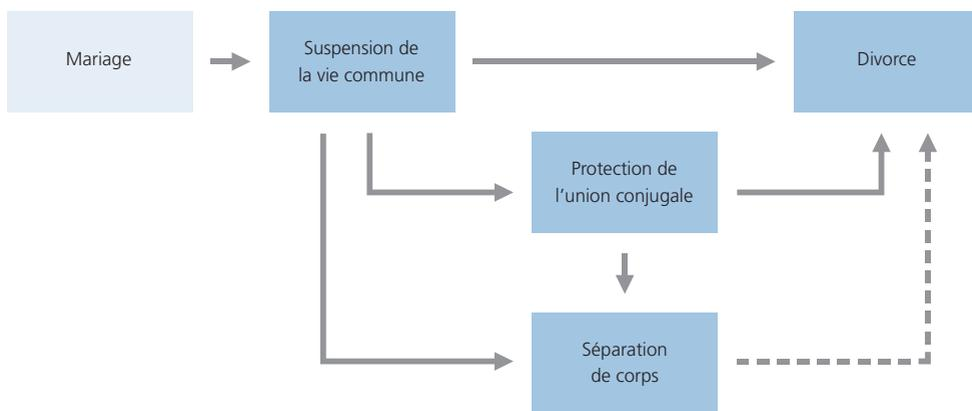 Mariage
Suspension de
la vie commune
Divorce
Protection de
l’union conjugale
Séparation
de corps